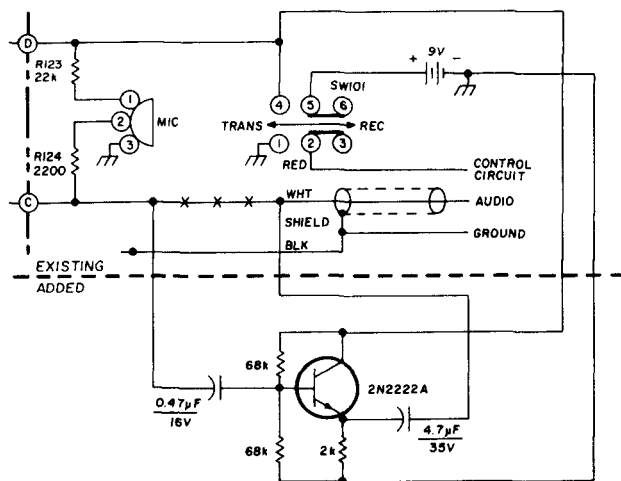 D
R123
22k
1
2
3
MIC
R124
2200
C
4
5
6
SW101
TRANS
REC
1
2
3
RED
+ 9V -
CONTROL
CIRCUIT
WHT
AUDIO
SHIELD
GROUND
BLK
EXISTING
ADDED
68k
2N2222A
0.47µF
16V
4.7µF
35V
68k
2k